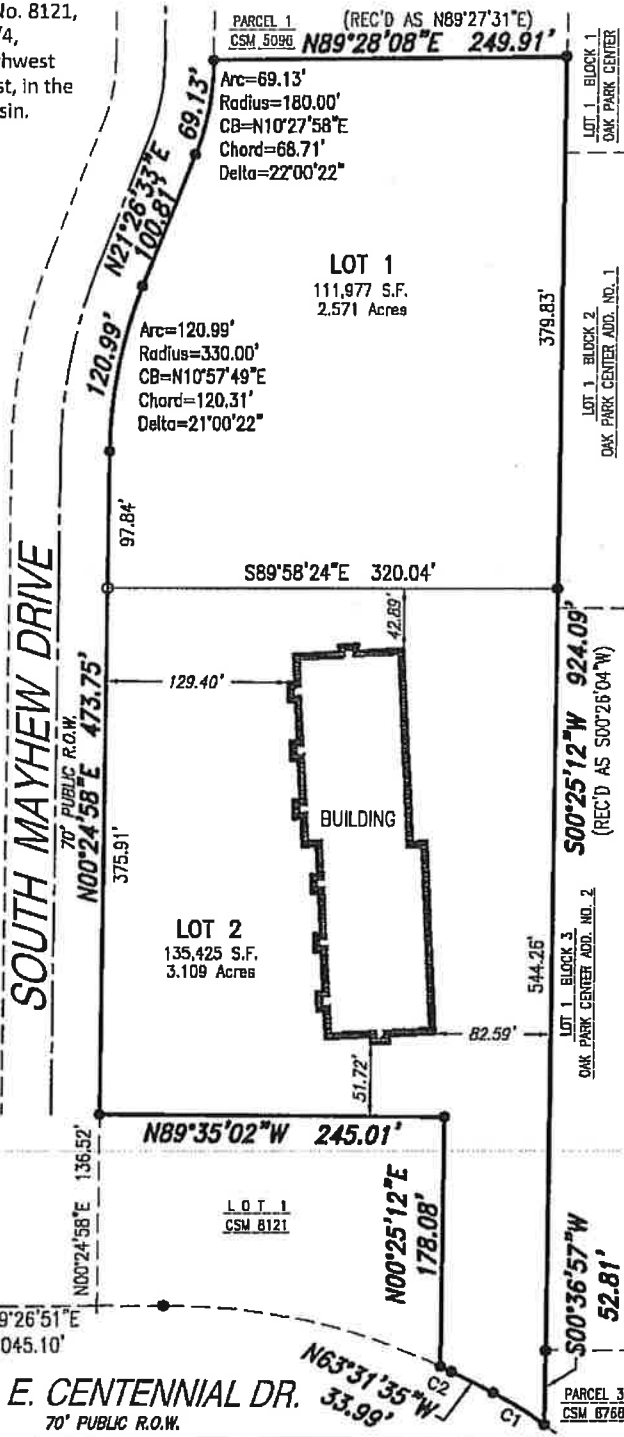 No. 8121,
/4,
rthwest
st, in the
sin.
PARCEL 1
CSM 5096
(REC'D AS N89°27'31"E)
N89°28'08"E 249.91'
LOT 1 BLOCK 1
OAK PARK CENTER
69.13'
Arc=69.13'
Radius=180.00'
CB=N10°27'58"E
Chord=68.71'
Delta=22°00'22"
N21°26'33"E
100.81'
LOT 1
111,977 S.F.
2.571 Acres
379.83'
LOT 1 BLOCK 2
OAK PARK CENTER ADD. NO. 1
120.99'
Arc=120.99'
Radius=330.00'
CB=N10°57'49"E
Chord=120.31'
Delta=21°00'22"
97.84'
S89°58'24"E 320.04'
42.89'
129.40'
SOUTH MAYHEW DRIVE
70' PUBLIC R.O.W.
N00°24'58"E 473.75'
375.91'
BUILDING
S00°25'12"W 924.09'
(REC'D AS S00°26'04"W)
LOT 2
135,425 S.F.
3.109 Acres
544.26'
LOT 1 BLOCK 3
OAK PARK CENTER ADD. NO. 2
82.59'
51.72'
N89°35'02"W 245.01'
N00°24'58"E 136.52'
LOT 1
CSM 8121
N00°25'12"E
178.08'
S00°36'57"W
52.81'
9°26'51"E
045.10'
N63°31'35"W
33.99'
C2
C1
E. CENTENNIAL DR.
70' PUBLIC R.O.W.
PARCEL 3
CSM 6768